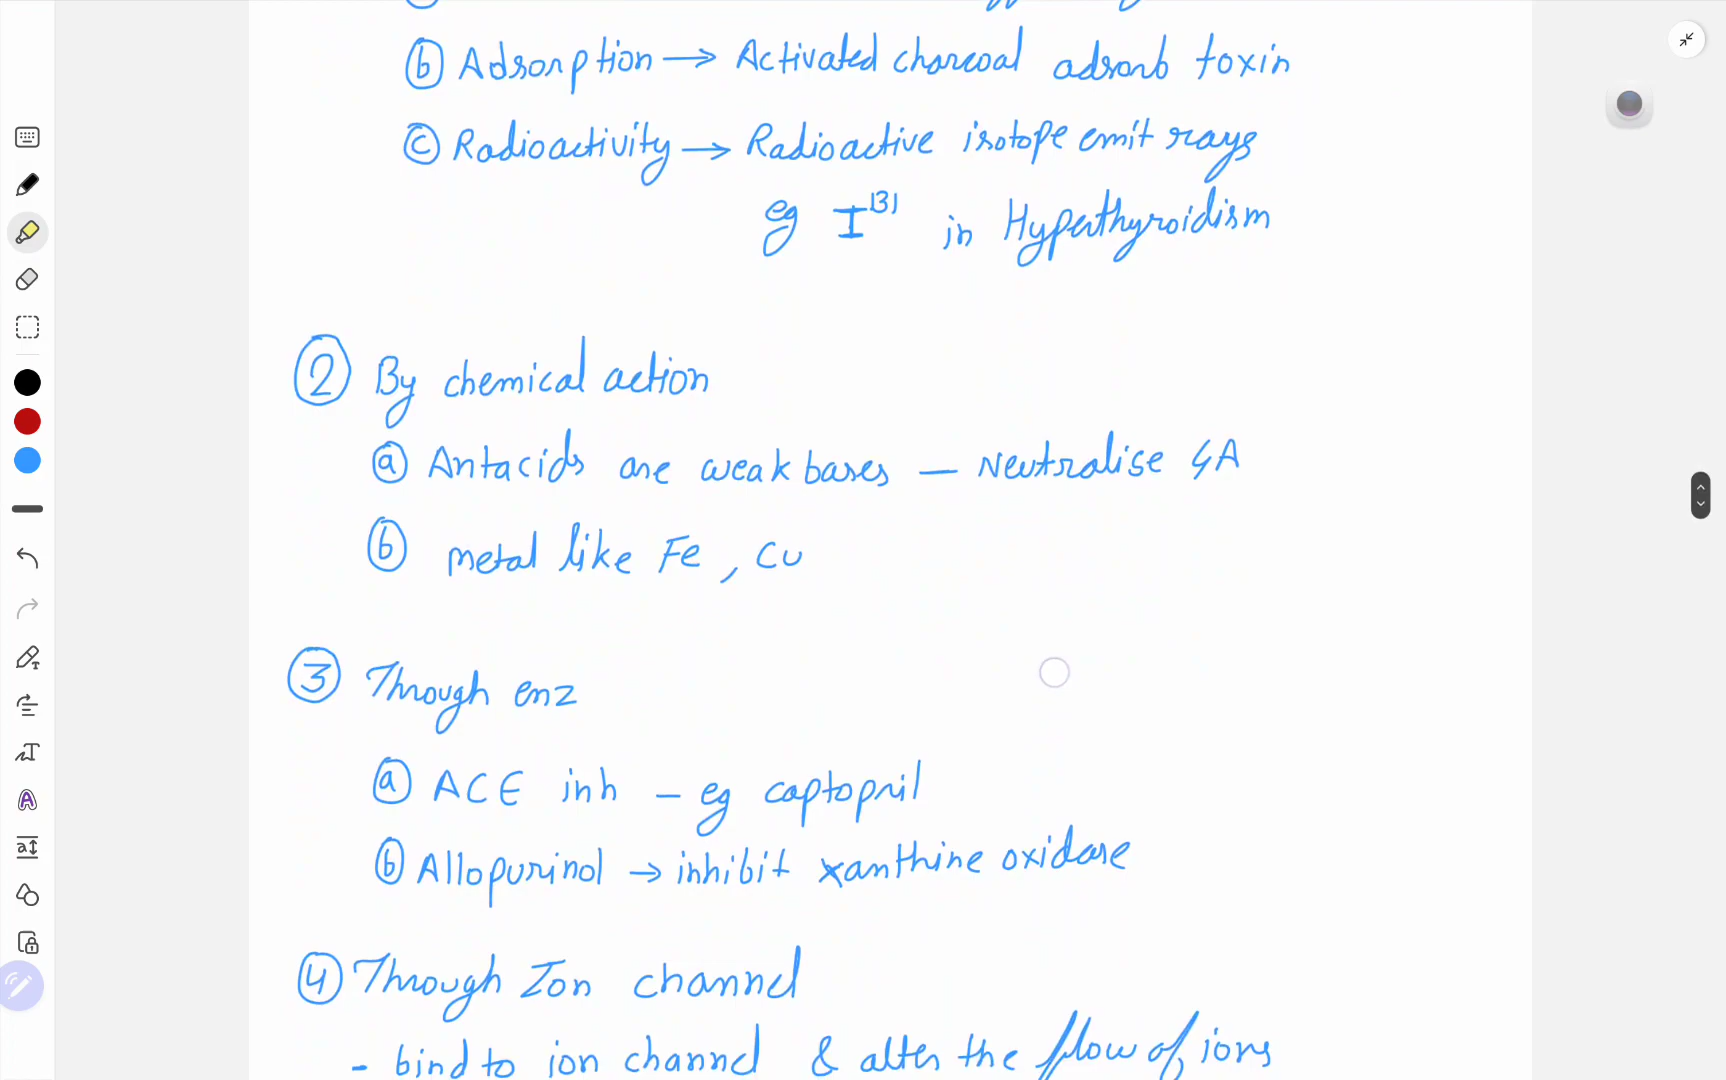 ⓑ Adsorption → Activated charcoal adsorb toxin
ⓒ Radioactivity → Radioactive isotope emit rays
eg I¹³¹ in Hyperthyroidism
② By chemical action
ⓐ Antacids are weak bases — Neutralise GA
ⓑ metal like Fe, Cu
③ Through enz
ⓐ ACE inh – eg captopril
ⓑ Allopurinol → inhibit xanthine oxidase
④ Through Ion channel
- bind to ion channel & alter the flow of ions